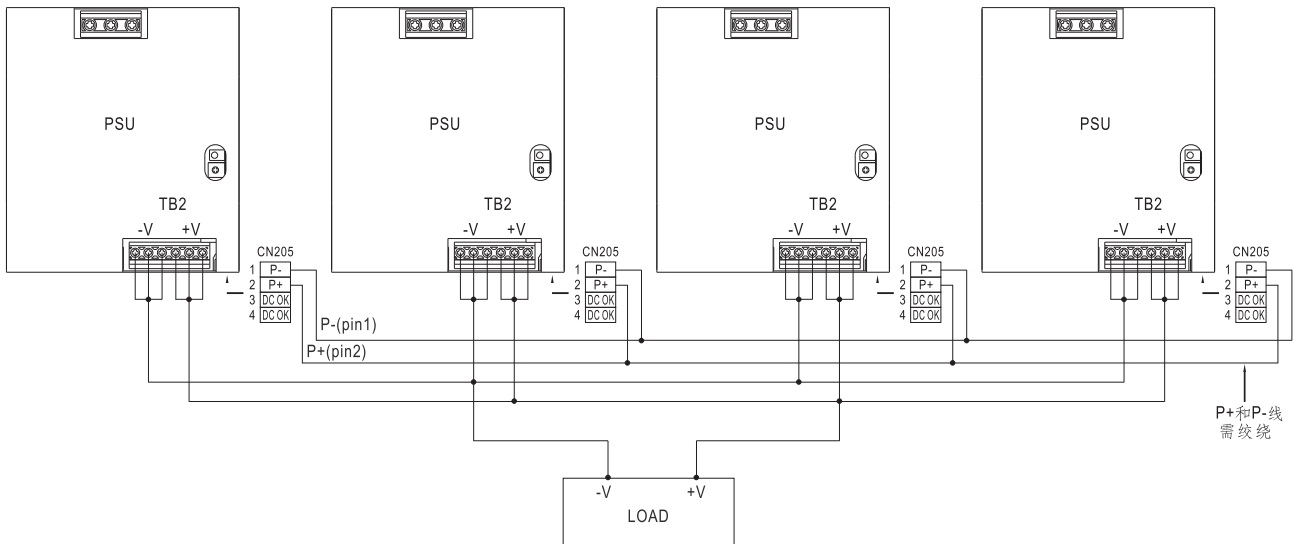 PSU PSU PSU PSU
TB2 TB2 TB2 TB2
-V +V -V +V -V +V -V +V
CN205 CN205 CN205 CN205
1 P- 1 P- 1 P- 1 P-
2 P+ 2 P+ 2 P+ 2 P+
3 DC OK 3 DC OK 3 DC OK 3 DC OK
4 DC OK 4 DC OK 4 DC OK 4 DC OK
P-(pin1)
P+(pin2)
P+和P-线
需绞绕
-V +V
LOAD